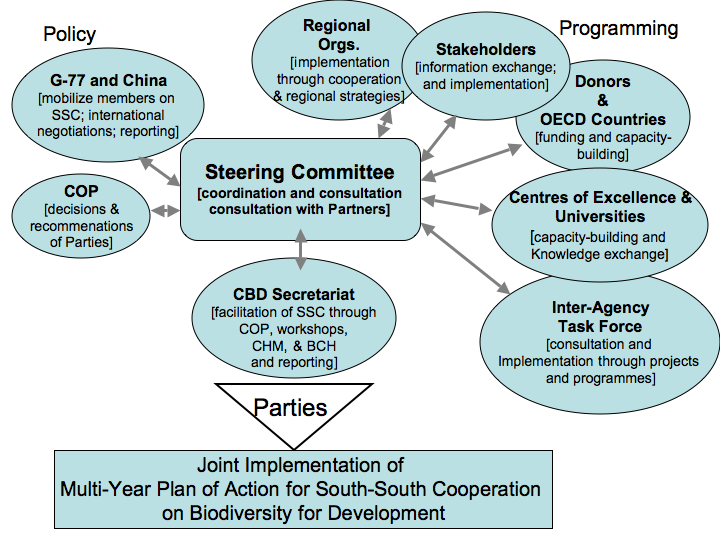 Policy
Programming
G-77 and China
[mobilize members on
SSC; international
negotiations; reporting]
COP
[decisions &
recommenations
of Parties]
Regional
Orgs.
[implementation
through cooperation
& regional strategies]
Stakeholders
[information exchange;
and implementation]
Donors
&
OECD Countries
[funding and capacity-
building]
Steering Committee
[coordination and consultation
consultation with Partners]
Centres of Excellence &
Universities
[capacity-building and
Knowledge exchange]
CBD Secretariat
[facilitation of SSC through
COP, workshops,
CHM, & BCH
and reporting]
Inter-Agency
Task Force
[consultation and
Implementation through projects
and programmes]
Parties
Joint Implementation of
Multi-Year Plan of Action for South-South Cooperation
on Biodiversity for Development